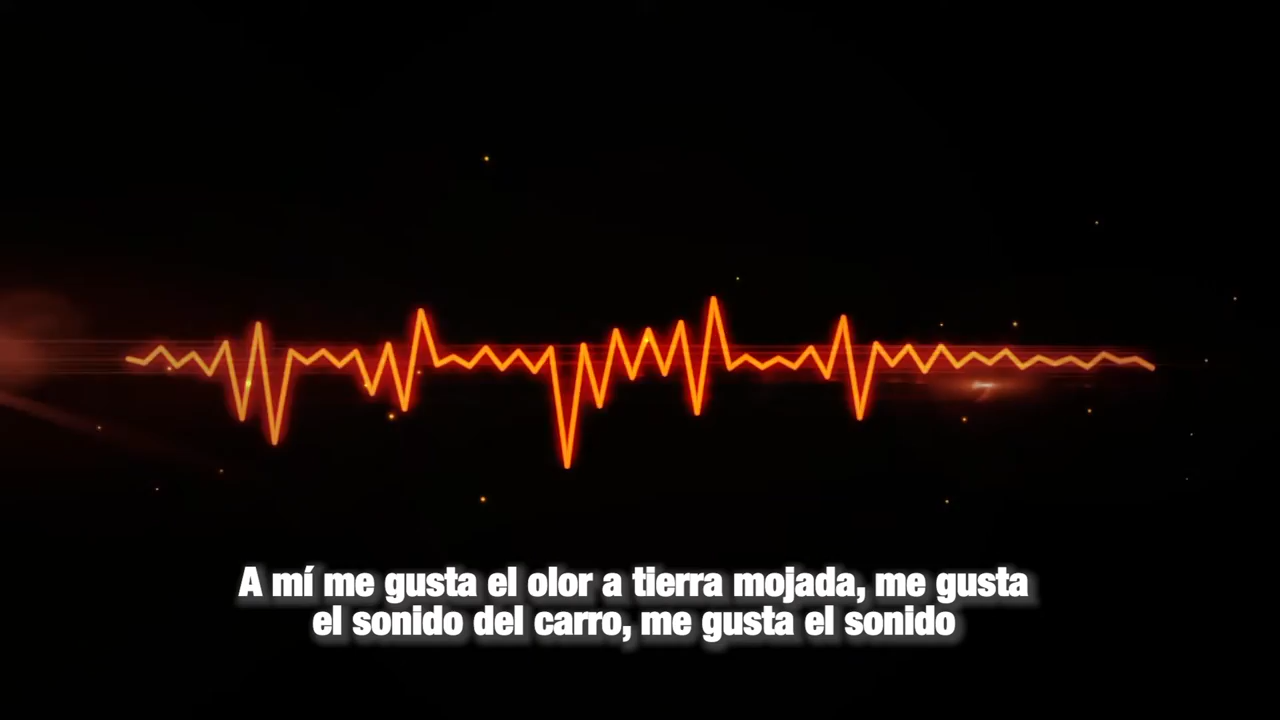 A mí me gusta el olor a tierra mojada, me gusta
el sonido del carro, me gusta el sonido